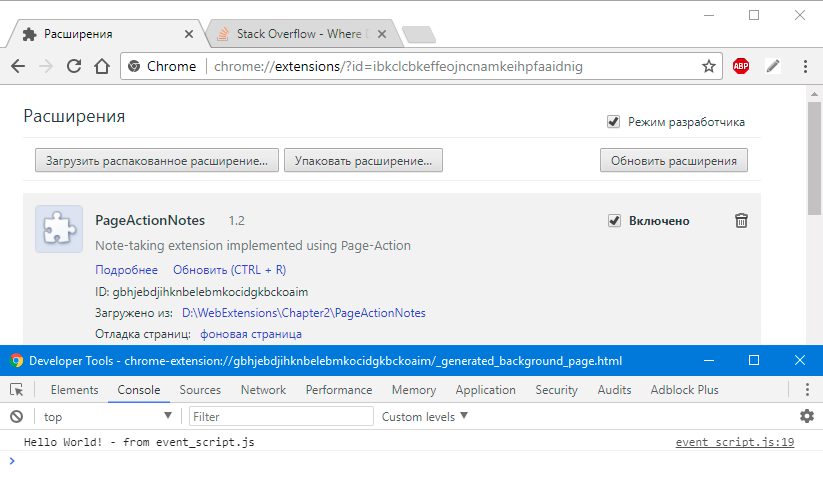 Расширения
Stack Overflow - Where D
Chrome
chrome://extensions/?id=ibkclcbkeffeojncnamkeihpfaaidnig
ABP
Расширения
Режим разработчика
Загрузить распакованное расширение...
Упаковать расширение...
Обновить расширения
PageActionNotes 1.2
Включено
Note-taking extension implemented using Page-Action
Подробнее Обновить (CTRL + R)
ID: gbhjebdjihknbelebmkocidgkbckoaim
Загружено из: D:\WebExtensions\Chapter2\PageActionNotes
Отладка страниц: фоновая страница
Developer Tools - chrome-extension://gbhjebdjihknbelebmkocidgkbckoaim/_generated_background_page.html
Elements Console Sources Network Performance Memory Application Security Audits Adblock Plus
top Filter Custom levels
Hello World! - from event_script.js event_script.js:19